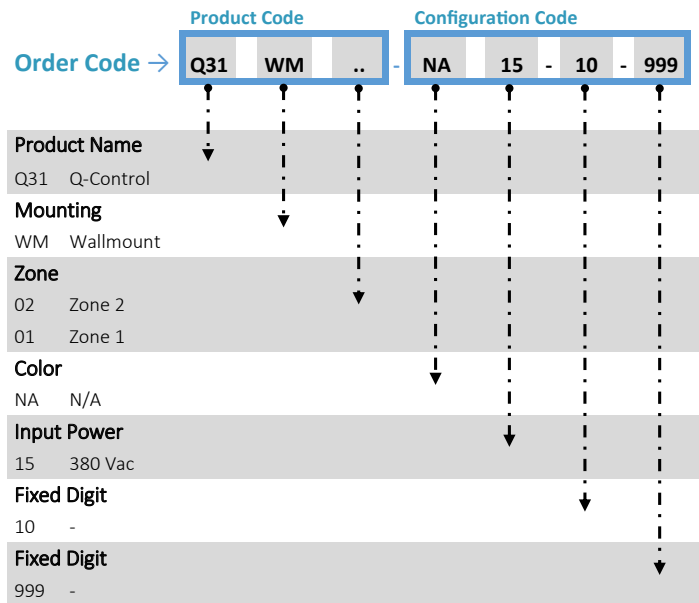 Product Code Configuration Code
Order Code → Q31 WM .. - NA 15 - 10 - 999
Product Name
Q31 Q-Control
Mounting
WM Wallmount
Zone
02 Zone 2
01 Zone 1
Color
NA N/A
Input Power
15 380 Vac
Fixed Digit
10 -
Fixed Digit
999 -